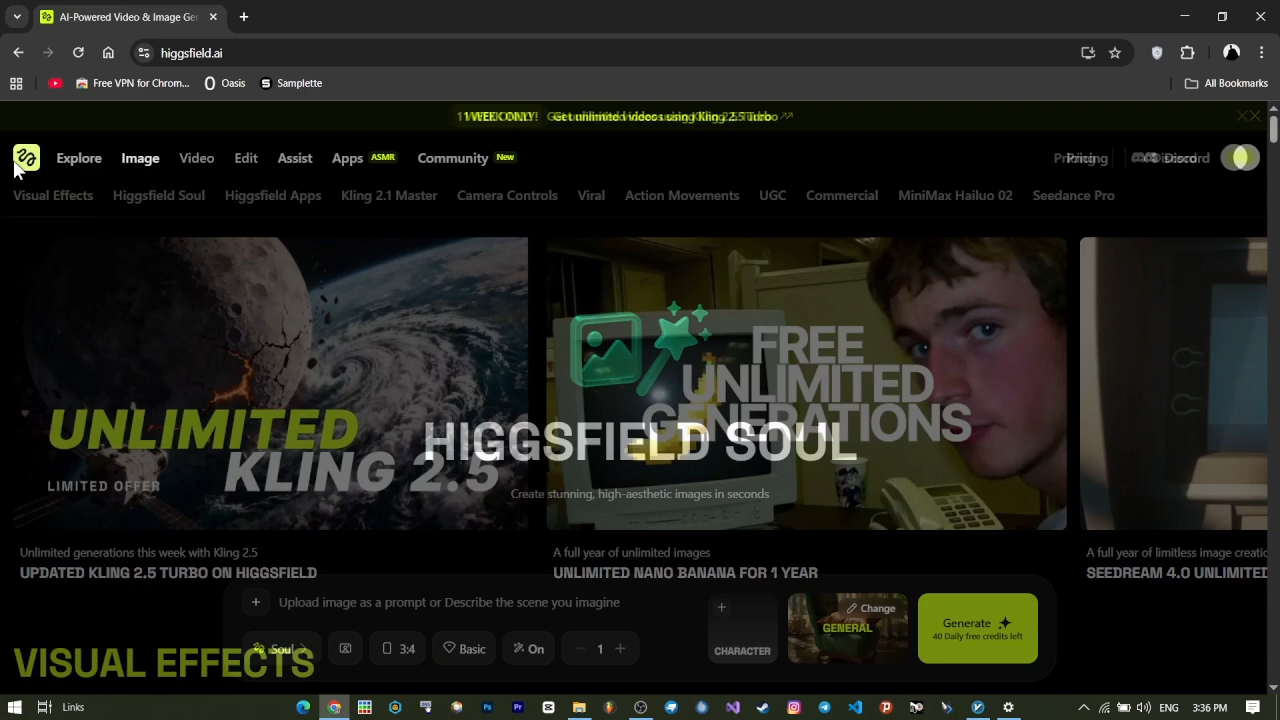 AI-Powered Video & Image Gen
higgsfield.ai
Free VPN for Chrom...
Oasis
Samplette
All Bookmarks
1 WEEK ONLY! Get unlimited videos using Kling 2.5 Turbo
Explore
Image
Video
Edit
Assist
Apps
ASMR
Community
New
Pricing
Discord
Visual Effects
Higgsfield Soul
Higgsfield Apps
Kling 2.1 Master
Camera Controls
Viral
Action Movements
UGC
Commercial
MiniMax Hailuo 02
Seedance Pro
UNLIMITED
KLING 2.5
LIMITED OFFER
FREE
UNLIMITED
GENERATIONS
HIGGSFIELD SOUL
Create stunning, high-aesthetic images in seconds
Unlimited generations this week with Kling 2.5
UPDATED KLING 2.5 TURBO ON HIGGSFIELD
A full year of unlimited images
UNLIMITED NANO BANANA FOR 1 YEAR
A full year of limitless image creatio
SEEDREAM 4.0 UNLIMITED
Upload image as a prompt or Describe the scene you imagine
Soul
3:4
Basic
On
1
CHARACTER
Change
GENERAL
Generate
40 Daily free credits left
VISUAL EFFECTS
Links
ENG
3:36 PM